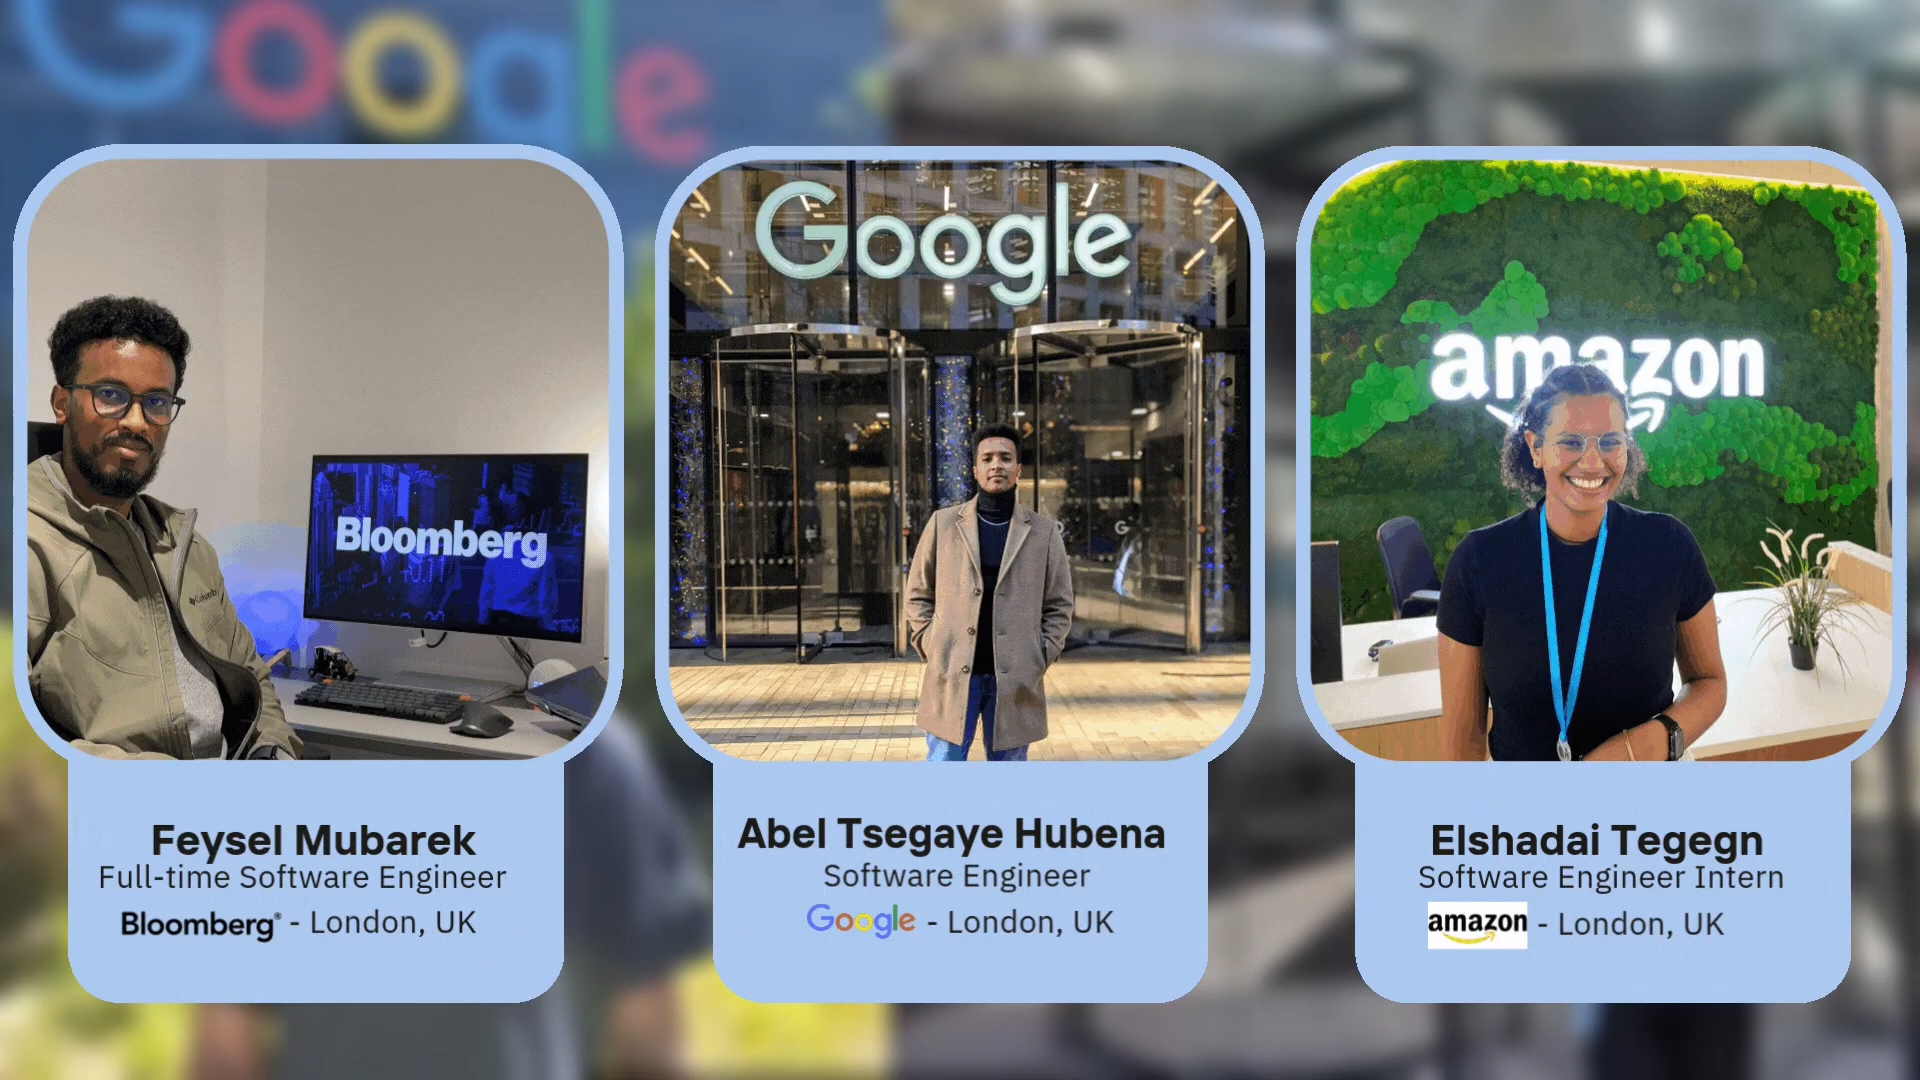 Google
Bloomberg
Columbia
Google
G
amazon
Feysel Mubarek
Full-time Software Engineer
Bloomberg® - London, UK
Abel Tsegaye Hubena
Software Engineer
Google - London, UK
Elshadai Tegegn
Software Engineer Intern
amazon - London, UK